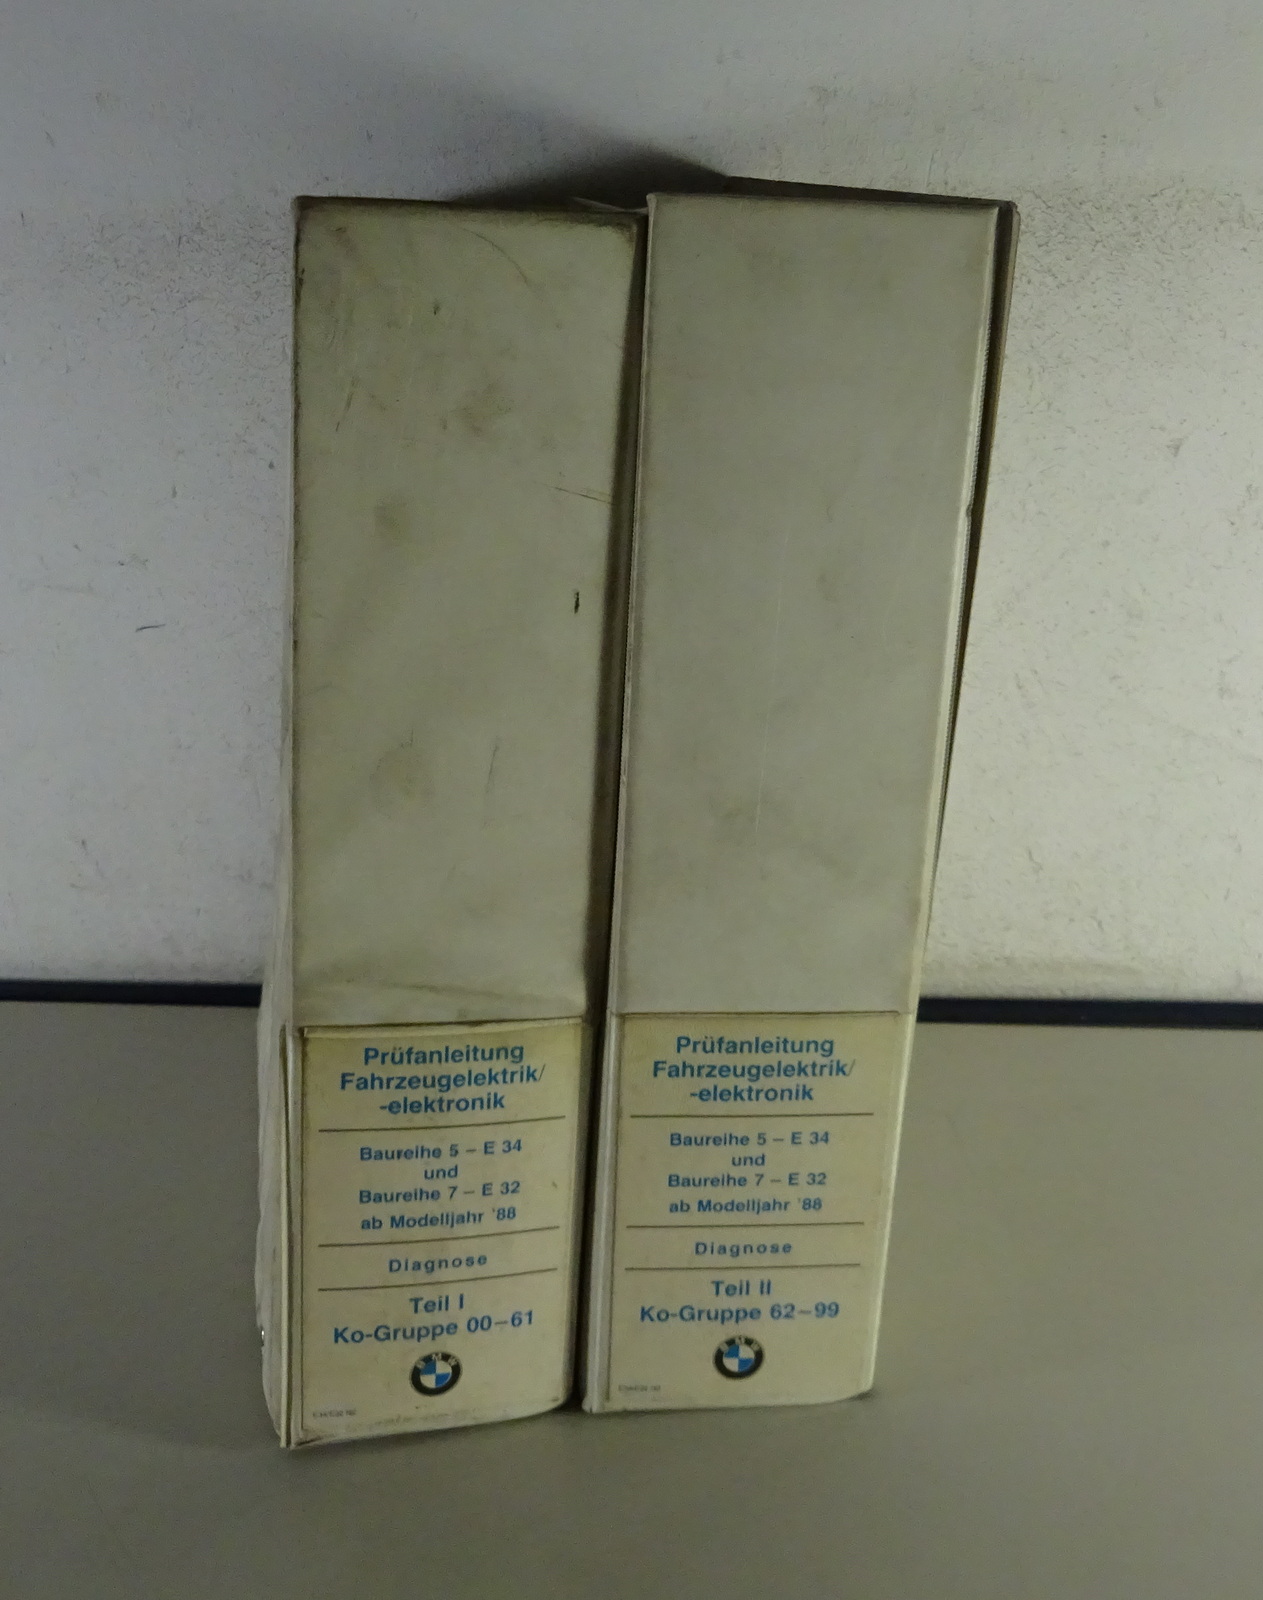 Prüfanleitung
Fahrzeugelektrik/
-elektronik
Baureihe 5 – E 34
und
Baureihe 7 – E 32
ab Modelljahr '88
Diagnose
Teil I
Ko-Gruppe 00–61
BMW
Prüfanleitung
Fahrzeugelektrik/
-elektronik
Baureihe 5 – E 34
und
Baureihe 7 – E 32
ab Modelljahr '88
Diagnose
Teil II
Ko-Gruppe 62–99
BMW